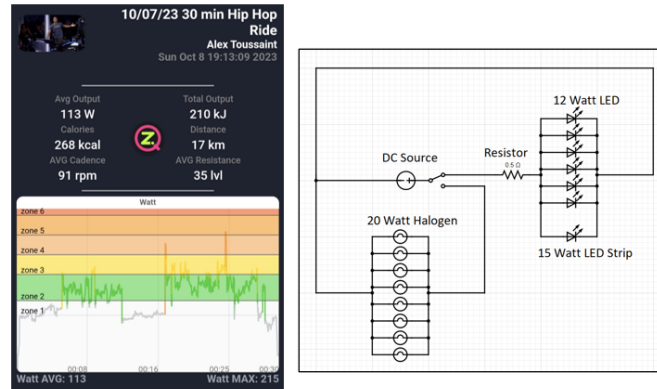 10/07/23 30 min Hip Hop
Ride
Alex Toussaint
Sun Oct 8 19:13:09 2023
Avg Output
113 W
Total Output
210 kJ
Calories
268 kcal
Distance
17 km
AVG Cadence
91 rpm
AVG Resistance
35 lvl
Z
Watt
zone 6
zone 5
zone 4
zone 3
zone 2
zone 1
00:08 00:16 00:25 00:30
Watt AVG: 113 Watt MAX: 215
12 Watt LED
DC Source
Resistor
0.5 Ω
20 Watt Halogen
15 Watt LED Strip